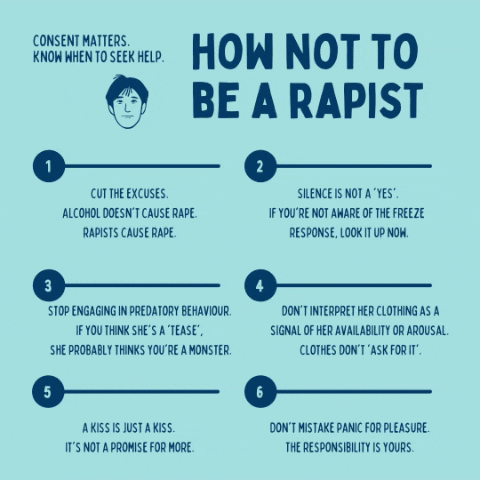 CONSENT MATTERS.
KNOW WHEN TO SEEK HELP.
HOW NOT TO
BE A RAPIST
1
CUT THE EXCUSES.
ALCOHOL DOESN'T CAUSE RAPE.
RAPISTS CAUSE RAPE.
2
SILENCE IS NOT A 'YES'.
IF YOU'RE NOT AWARE OF THE FREEZE
RESPONSE, LOOK IT UP NOW.
3
STOP ENGAGING IN PREDATORY BEHAVIOUR.
IF YOU THINK SHE'S A 'TEASE',
SHE PROBABLY THINKS YOU'RE A MONSTER.
4
DON'T INTERPRET HER CLOTHING AS A
SIGNAL OF HER AVAILABILITY OR AROUSAL.
CLOTHES DON'T 'ASK FOR IT'.
5
A KISS IS JUST A KISS.
IT'S NOT A PROMISE FOR MORE.
6
DON'T MISTAKE PANIC FOR PLEASURE.
THE RESPONSIBILITY IS YOURS.